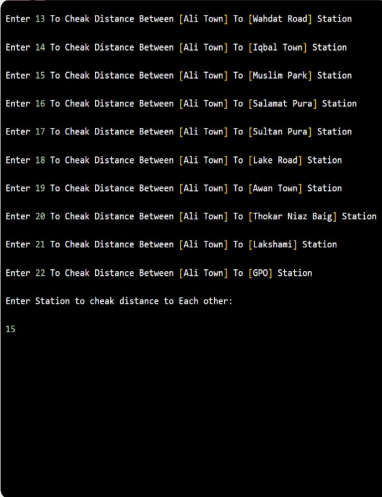 Enter 13 To Cheak Distance Between [Ali Town] To [Wahdat Road] Station
Enter 14 To Cheak Distance Between [Ali Town] To [Iqbal Town] Station
Enter 15 To Cheak Distance Between [Ali Town] To [Muslim Park] Station
Enter 16 To Cheak Distance Between [Ali Town] To [Salamat Pura] Station
Enter 17 To Cheak Distance Between [Ali Town] To [Sultan Pura] Station
Enter 18 To Cheak Distance Between [Ali Town] To [Lake Road] Station
Enter 19 To Cheak Distance Between [Ali Town] To [Awan Town] Station
Enter 20 To Cheak Distance Between [Ali Town] To [Thokar Niaz Baig] Station
Enter 21 To Cheak Distance Between [Ali Town] To [Lakshami] Station
Enter 22 To Cheak Distance Between [Ali Town] To [GPO] Station
Enter Station to cheak distance to Each other:
15